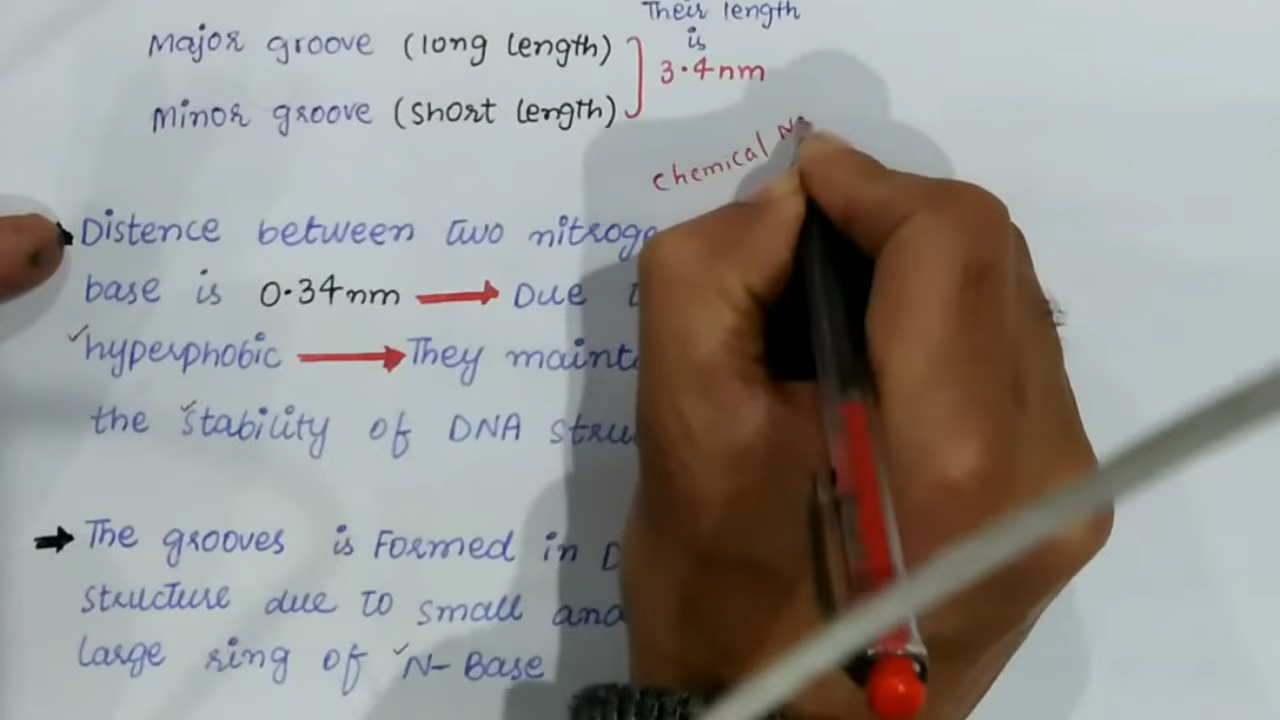 Their length
is
3.4nm
Major groove (long length)
Minor groove (short length)
chemical
Distence between two nitroge
base is 0.34nm → Due
hyperphobic → They maint
the stability of DNA stru
→ The grooves is Formed in D
structure due to small and
large ring of N-Base